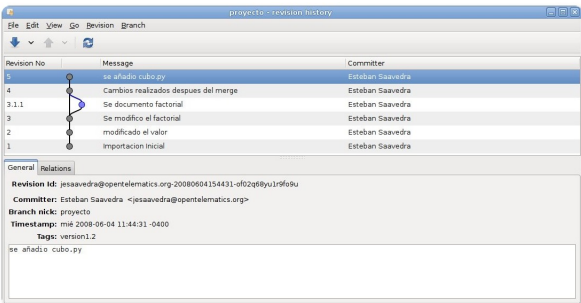 proyecto - revision history
File Edit View Go Revision Branch
Revision No Message Committer
5 se añadio cubo.py Esteban Saavedra
4 Cambios realizados despues del merge Esteban Saavedra
3.1.1 Se documento factorial Esteban Saavedra
3 Se modifico el factorial Esteban Saavedra
2 modificado el valor Esteban Saavedra
1 Importacion Inicial Esteban Saavedra
General Relations
Revision Id: jesaavedra@opentelematics.org-20080604154431-of02q68yu1r9fo9u
Committer: Esteban Saavedra <jesaavedra@opentelematics.org>
Branch nick: proyecto
Timestamp: mié 2008-06-04 11:44:31 -0400
Tags: version1.2
se añadio cubo.py